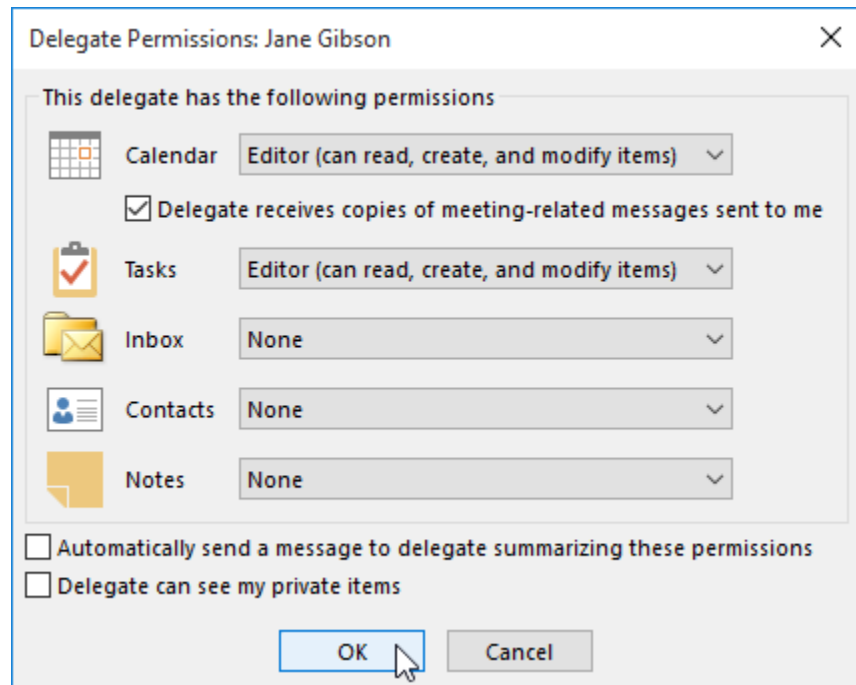 Delegate Permissions: Jane Gibson
This delegate has the following permissions
Calendar Editor (can read, create, and modify items)
Delegate receives copies of meeting-related messages sent to me
Tasks Editor (can read, create, and modify items)
Inbox None
Contacts None
Notes None
Automatically send a message to delegate summarizing these permissions
Delegate can see my private items
OK Cancel